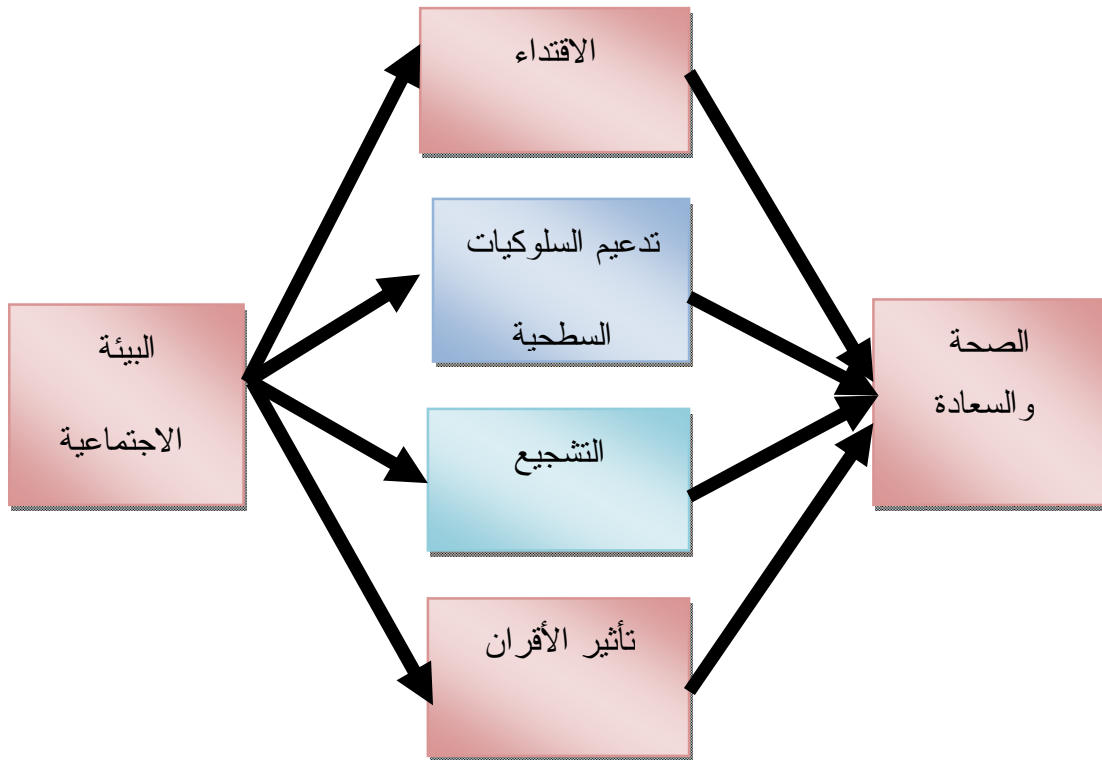 الاقتداء
تدعيم السلوكيات
السطحية
البيئة
الاجتماعية
الصحة
والسعادة
التشجيع
تأثير الأقران